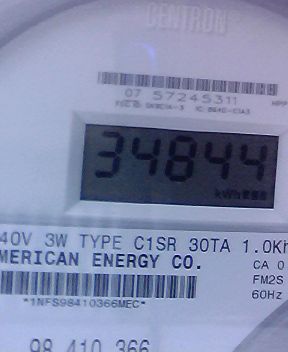 CENTRON
07 57245311
34844
kWh
40V 3W TYPE C1SR 30TA 1.0Kh
MERICAN ENERGY CO.
CA 0
FM2S
60Hz
*1NFS98410366MEC*
98 410 366